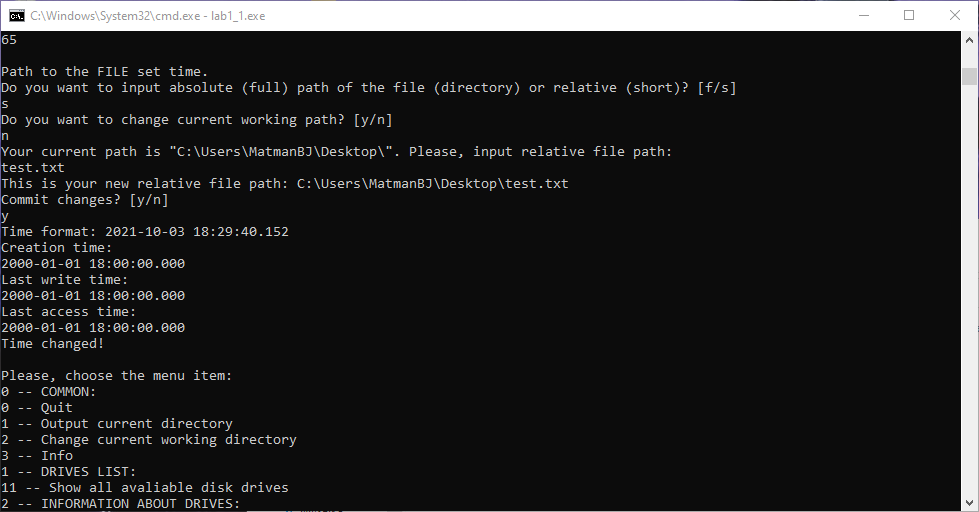 C:\Windows\System32\cmd.exe - lab1_1.exe
65
Path to the FILE set time.
Do you want to input absolute (full) path of the file (directory) or relative (short)? [f/s]
s
Do you want to change current working path? [y/n]
n
Your current path is "C:\Users\MatmanBJ\Desktop\". Please, input relative file path:
test.txt
This is your new relative file path: C:\Users\MatmanBJ\Desktop\test.txt
Commit changes? [y/n]
y
Time format: 2021-10-03 18:29:40.152
Creation time:
2000-01-01 18:00:00.000
Last write time:
2000-01-01 18:00:00.000
Last access time:
2000-01-01 18:00:00.000
Time changed!
Please, choose the menu item:
0 -- COMMON:
0 -- Quit
1 -- Output current directory
2 -- Change current working directory
3 -- Info
1 -- DRIVES LIST:
11 -- Show all avaliable disk drives
2 -- INFORMATION ABOUT DRIVES: